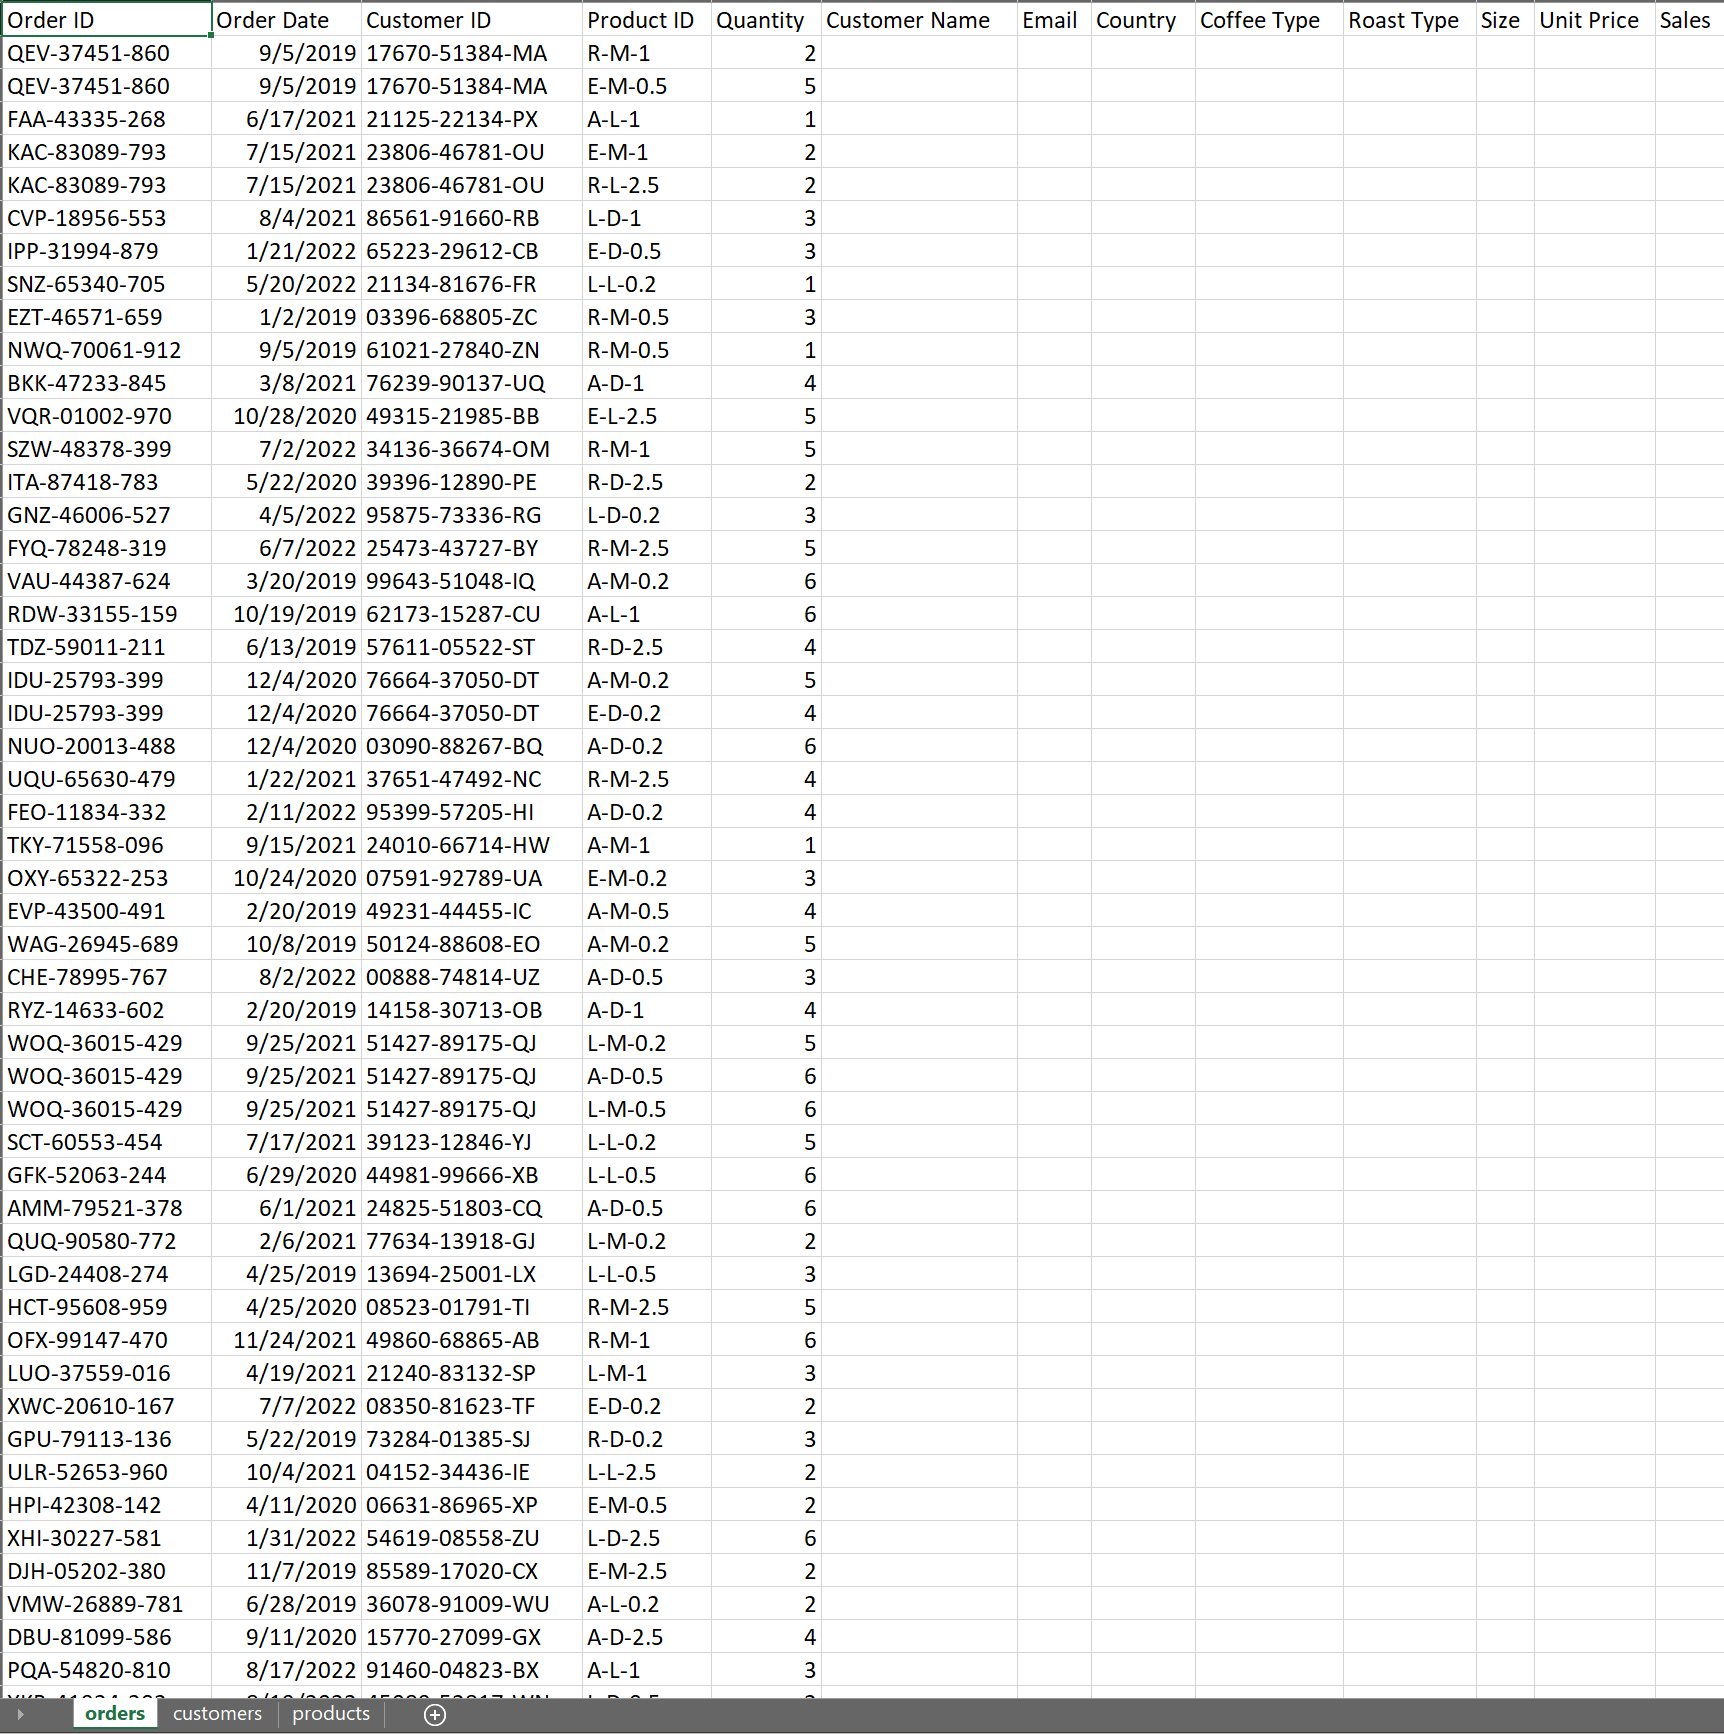 Order ID Order Date Customer ID Product ID Quantity Customer Name Email Country Coffee Type Roast Type Size Unit Price Sales
QEV-37451-860 9/5/2019 17670-51384-MA R-M-1 2
QEV-37451-860 9/5/2019 17670-51384-MA E-M-0.5 5
FAA-43335-268 6/17/2021 21125-22134-PX A-L-1 1
KAC-83089-793 7/15/2021 23806-46781-OU E-M-1 2
KAC-83089-793 7/15/2021 23806-46781-OU R-L-2.5 2
CVP-18956-553 8/4/2021 86561-91660-RB L-D-1 3
IPP-31994-879 1/21/2022 65223-29612-CB E-D-0.5 3
SNZ-65340-705 5/20/2022 21134-81676-FR L-L-0.2 1
EZT-46571-659 1/2/2019 03396-68805-ZC R-M-0.5 3
NWQ-70061-912 9/5/2019 61021-27840-ZN R-M-0.5 1
BKK-47233-845 3/8/2021 76239-90137-UQ A-D-1 4
VQR-01002-970 10/28/2020 49315-21985-BB E-L-2.5 5
SZW-48378-399 7/2/2022 34136-36674-OM R-M-1 5
ITA-87418-783 5/22/2020 39396-12890-PE R-D-2.5 2
GNZ-46006-527 4/5/2022 95875-73336-RG L-D-0.2 3
FYQ-78248-319 6/7/2022 25473-43727-BY R-M-2.5 5
VAU-44387-624 3/20/2019 99643-51048-IQ A-M-0.2 6
RDW-33155-159 10/19/2019 62173-15287-CU A-L-1 6
TDZ-59011-211 6/13/2019 57611-05522-ST R-D-2.5 4
IDU-25793-399 12/4/2020 76664-37050-DT A-M-0.2 5
IDU-25793-399 12/4/2020 76664-37050-DT E-D-0.2 4
NUO-20013-488 12/4/2020 03090-88267-BQ A-D-0.2 6
UQU-65630-479 1/22/2021 37651-47492-NC R-M-2.5 4
FEO-11834-332 2/11/2022 95399-57205-HI A-D-0.2 4
TKY-71558-096 9/15/2021 24010-66714-HW A-M-1 1
OXY-65322-253 10/24/2020 07591-92789-UA E-M-0.2 3
EVP-43500-491 2/20/2019 49231-44455-IC A-M-0.5 4
WAG-26945-689 10/8/2019 50124-88608-EO A-M-0.2 5
CHE-78995-767 8/2/2022 00888-74814-UZ A-D-0.5 3
RYZ-14633-602 2/20/2019 14158-30713-OB A-D-1 4
WOQ-36015-429 9/25/2021 51427-89175-QJ L-M-0.2 5
WOQ-36015-429 9/25/2021 51427-89175-QJ A-D-0.5 6
WOQ-36015-429 9/25/2021 51427-89175-QJ L-M-0.5 6
SCT-60553-454 7/17/2021 39123-12846-YJ L-L-0.2 5
GFK-52063-244 6/29/2020 44981-99666-XB L-L-0.5 6
AMM-79521-378 6/1/2021 24825-51803-CQ A-D-0.5 6
QUQ-90580-772 2/6/2021 77634-13918-GJ L-M-0.2 2
LGD-24408-274 4/25/2019 13694-25001-LX L-L-0.5 3
HCT-95608-959 4/25/2020 08523-01791-TI R-M-2.5 5
OFX-99147-470 11/24/2021 49860-68865-AB R-M-1 6
LUO-37559-016 4/19/2021 21240-83132-SP L-M-1 3
XWC-20610-167 7/7/2022 08350-81623-TF E-D-0.2 2
GPU-79113-136 5/22/2019 73284-01385-SJ R-D-0.2 3
ULR-52653-960 10/4/2021 04152-34436-IE L-L-2.5 2
HPI-42308-142 4/11/2020 06631-86965-XP E-M-0.5 2
XHI-30227-581 1/31/2022 54619-08558-ZU L-D-2.5 6
DJH-05202-380 11/7/2019 85589-17020-CX E-M-2.5 2
VMW-26889-781 6/28/2019 36078-91009-WU A-L-0.2 2
DBU-81099-586 9/11/2020 15770-27099-GX A-D-2.5 4
PQA-54820-810 8/17/2022 91460-04823-BX A-L-1 3
orders customers products